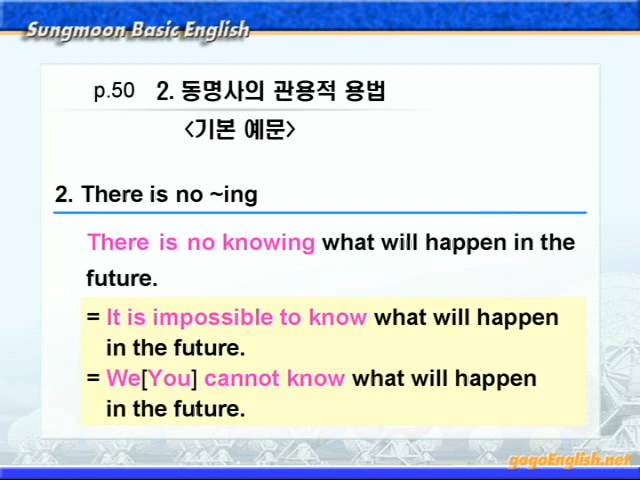 Sungmoon Basic English
p.50 2. 동명사의 관용적 용법
<기본 예문>
2. There is no ~ing
There is no knowing what will happen in the
future.
= It is impossible to know what will happen
in the future.
= We[You] cannot know what will happen
in the future.
gogoEnglish.net